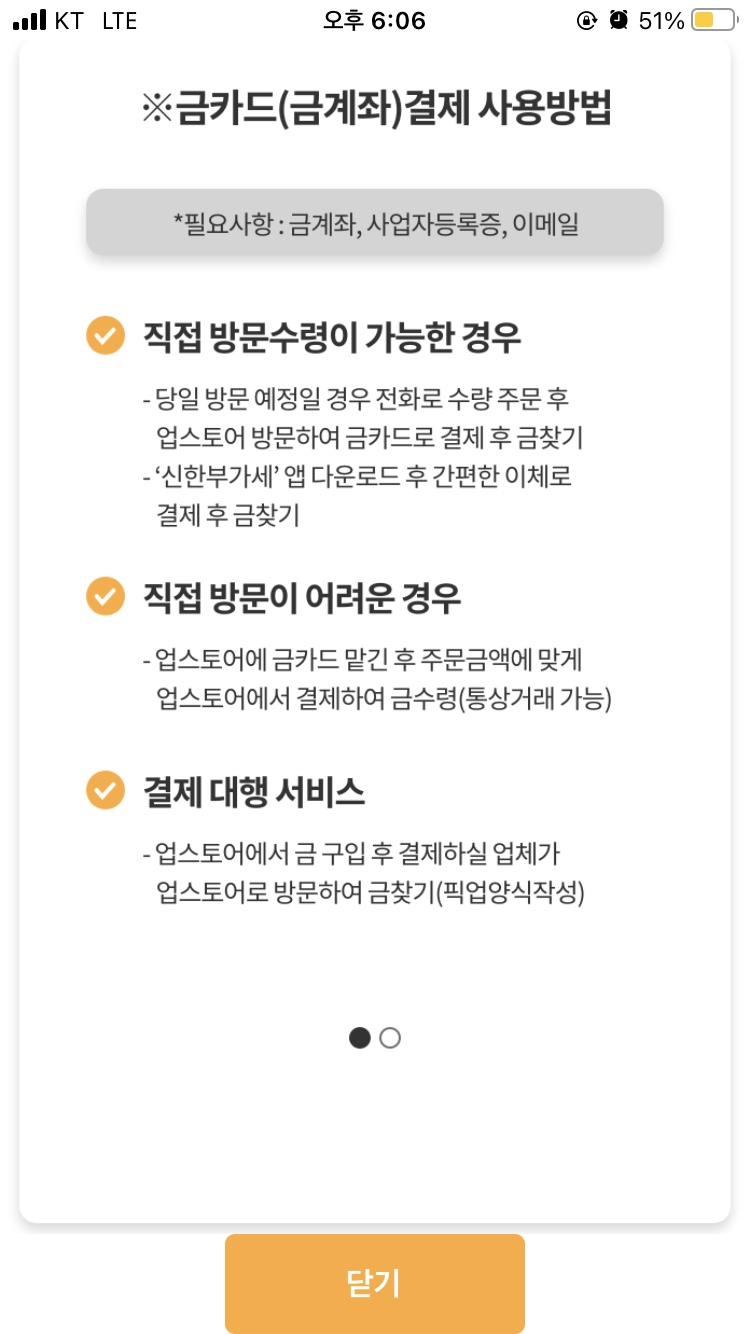 KT LTE 오후 6:06 51%
※금카드(금계좌)결제 사용방법
*필요사항 : 금계좌, 사업자등록증, 이메일
직접 방문수령이 가능한 경우
- 당일 방문 예정일 경우 전화로 수량 주문 후
업스토어 방문하여 금카드로 결제 후 금찾기
- ‘신한부가세’ 앱 다운로드 후 간편한 이체로
결제 후 금찾기
직접 방문이 어려운 경우
- 업스토어에 금카드 맡긴 후 주문금액에 맞게
업스토어에서 결제하여 금수령(통상거래 가능)
결제 대행 서비스
- 업스토어에서 금 구입 후 결제하실 업체가
업스토어로 방문하여 금찾기(픽업양식작성)
닫기